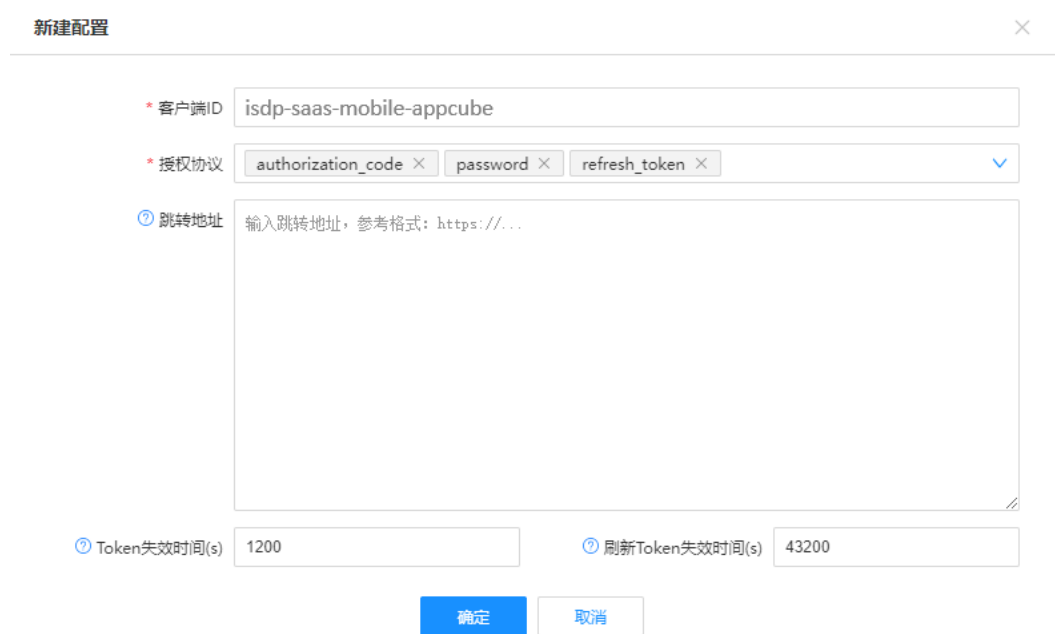 新建配置
* 客户端ID isdp-saas-mobile-appcube
* 授权协议 authorization_code password refresh_token
跳转地址 输入跳转地址，参考格式：https://...
Token失效时间(s) 1200 刷新Token失效时间(s) 43200
确定 取消